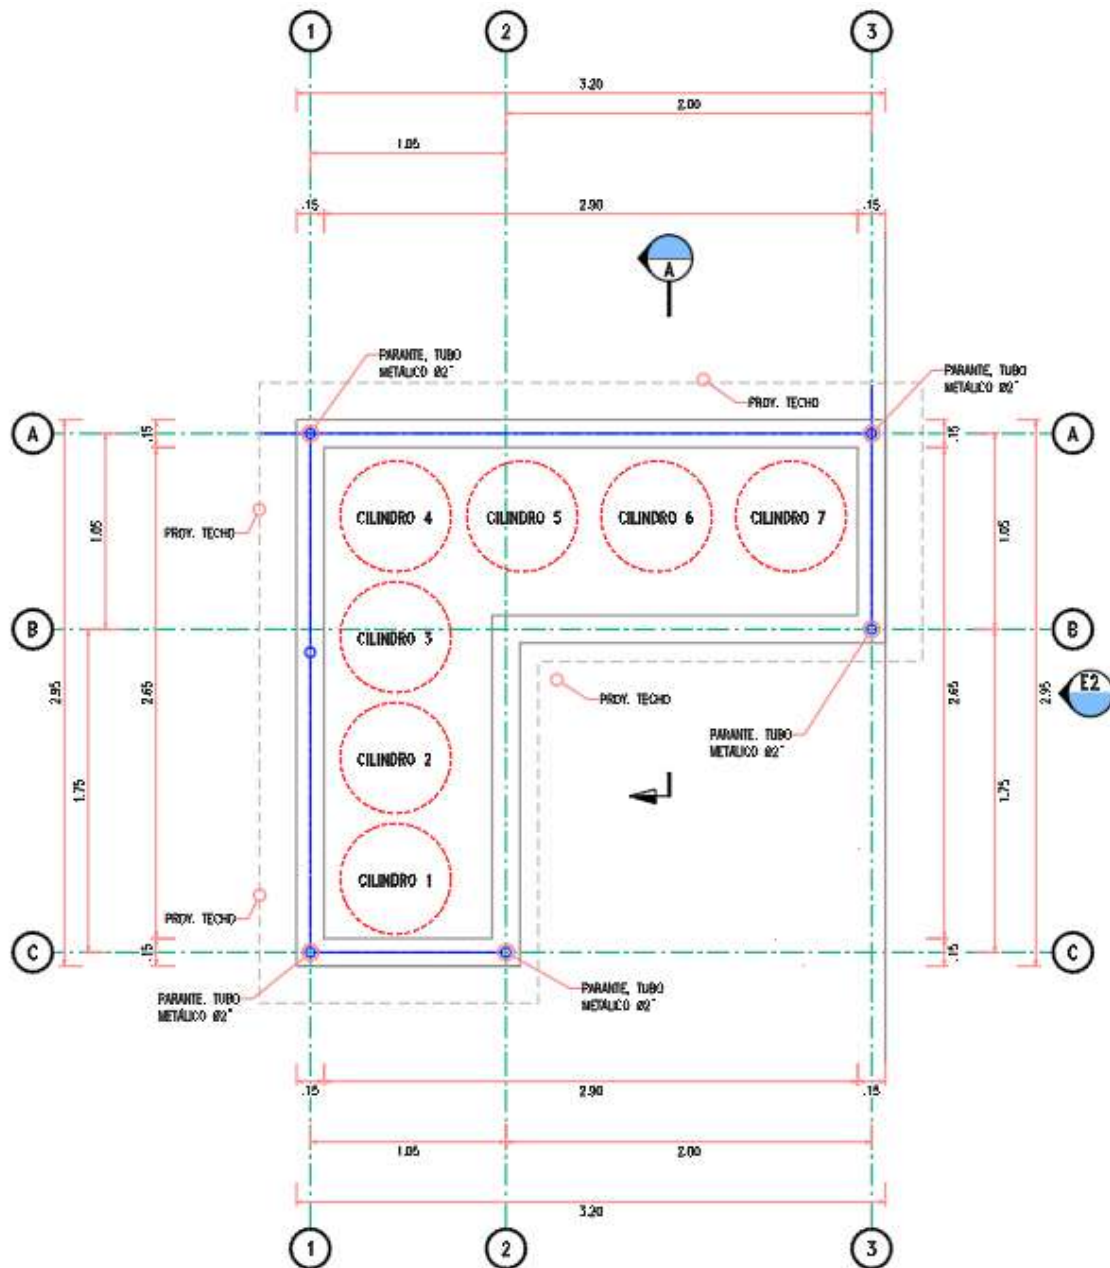 1
2
3
3.20
2.00
1.05
.15
2.90
.15
A
PARANTE, TUBO
METÁLICO Ø2"
PARANTE, TUBO
METÁLICO Ø2"
PROY. TECHO
A
A
.15
.15
CILINDRO 4
CILINDRO 5
CILINDRO 6
CILINDRO 7
PROY. TECHO
1.05
1.05
B
B
CILINDRO 3
2.95
2.65
2.65
2.95
E2
PROY. TECHO
PARANTE. TUBO
METÁLICO Ø2"
CILINDRO 2
1.75
1.75
CILINDRO 1
PROY. TECHO
C
C
.15
.15
PARANTE. TUBO
METÁLICO Ø2"
PARANTE, TUBO
METÁLICO Ø2"
.15
2.90
.15
1.05
2.00
3.20
1
2
3